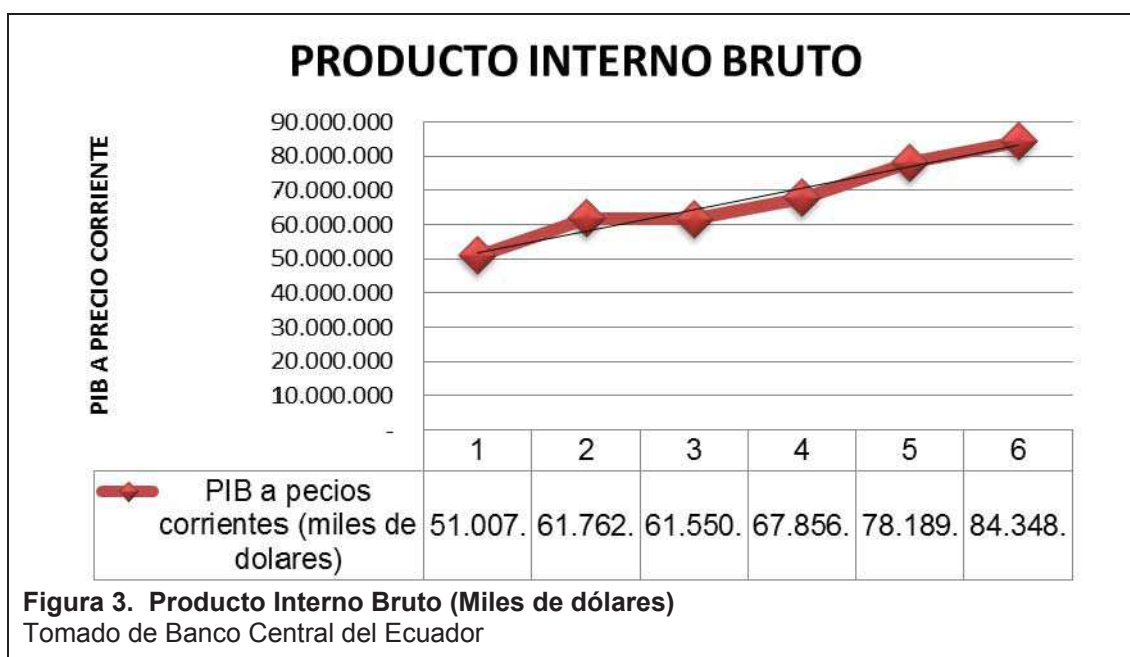 PRODUCTO INTERNO BRUTO
PIB A PRECIO CORRIENTE
90.000.000
80.000.000
70.000.000
60.000.000
50.000.000
40.000.000
30.000.000
20.000.000
10.000.000
-
1 2 3 4 5 6
PIB a pecios
corrientes (miles de 51.007. 61.762. 61.550. 67.856. 78.189. 84.348.
dolares)
Figura 3. Producto Interno Bruto (Miles de dólares)
Tomado de Banco Central del Ecuador